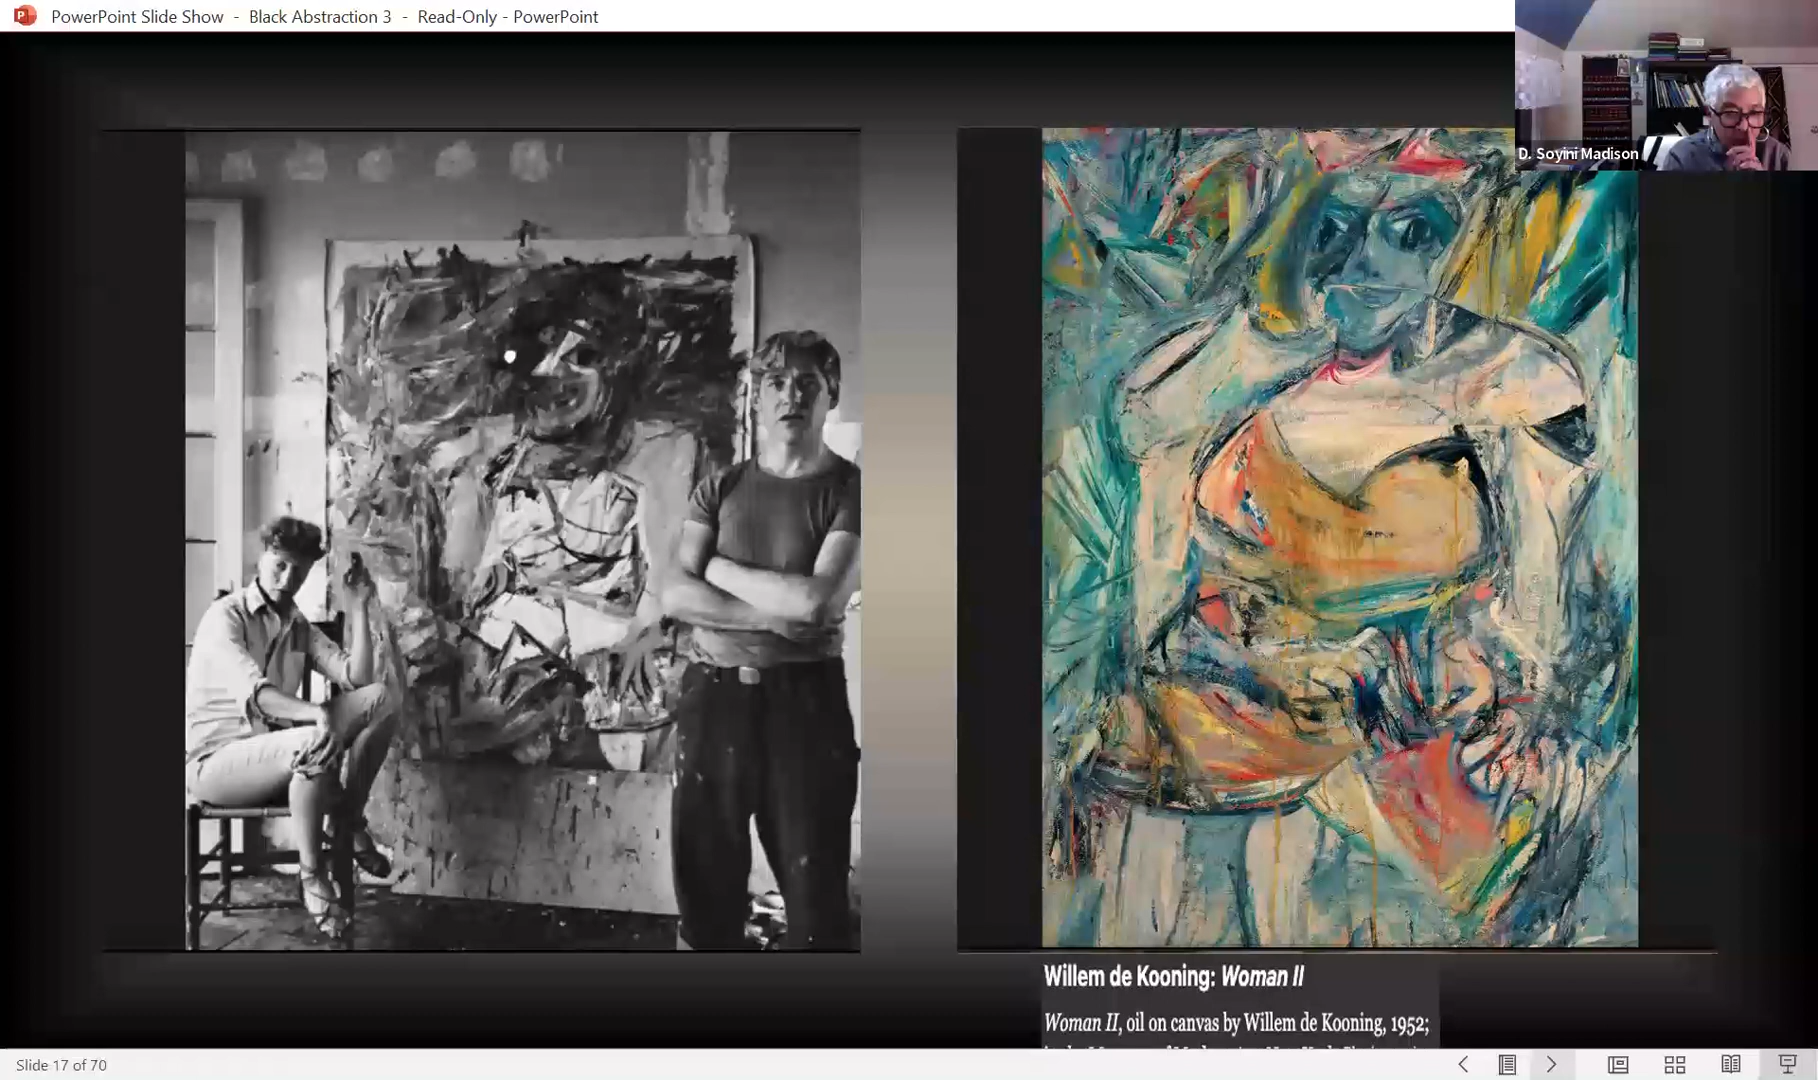 PowerPoint Slide Show - Black Abstraction 3 - Read-Only - PowerPoint
D. Soyini Madison
Willem de Kooning: Woman II
Woman II, oil on canvas by Willem de Kooning, 1952;
Slide 17 of 70